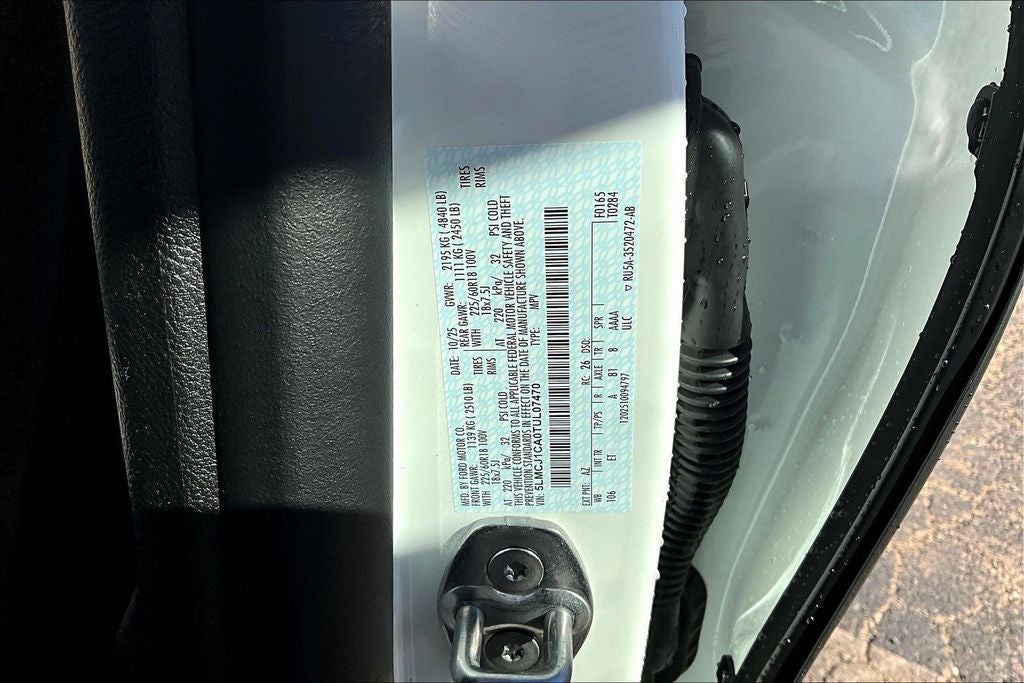 MFD. BY FORD MOTOR CO.
DATE: 10/25 GVWR: 2195 KG ( 4840 LB)
FRONT GAWR: 1139 KG ( 2510 LB) REAR GAWR: 1111 KG ( 2450 LB)
WITH 225/60R18 100V TIRES WITH 225/60R18 100V TIRES
18x7.5J RIMS 18x7.5J RIMS
AT 220 kPa/ 32 PSI COLD AT 220 kPa/ 32 PSI COLD
THIS VEHICLE CONFORMS TO ALL APPLICABLE FEDERAL MOTOR VEHICLE SAFETY AND THEFT
PREVENTION STANDARDS IN EFFECT ON THE DATE OF MANUFACTURE SHOWN ABOVE.
VIN: 5LMCJ1CA0TUL07470 TYPE: MPV
EXT PNT: AZ RC: 26 DSO: F0165
WB INT TR TP/PS R AXLE TR SPR T0284
106 ET A 81 8 AAAA
ULC ▽ RU5A-3520472-AB
1202510094797